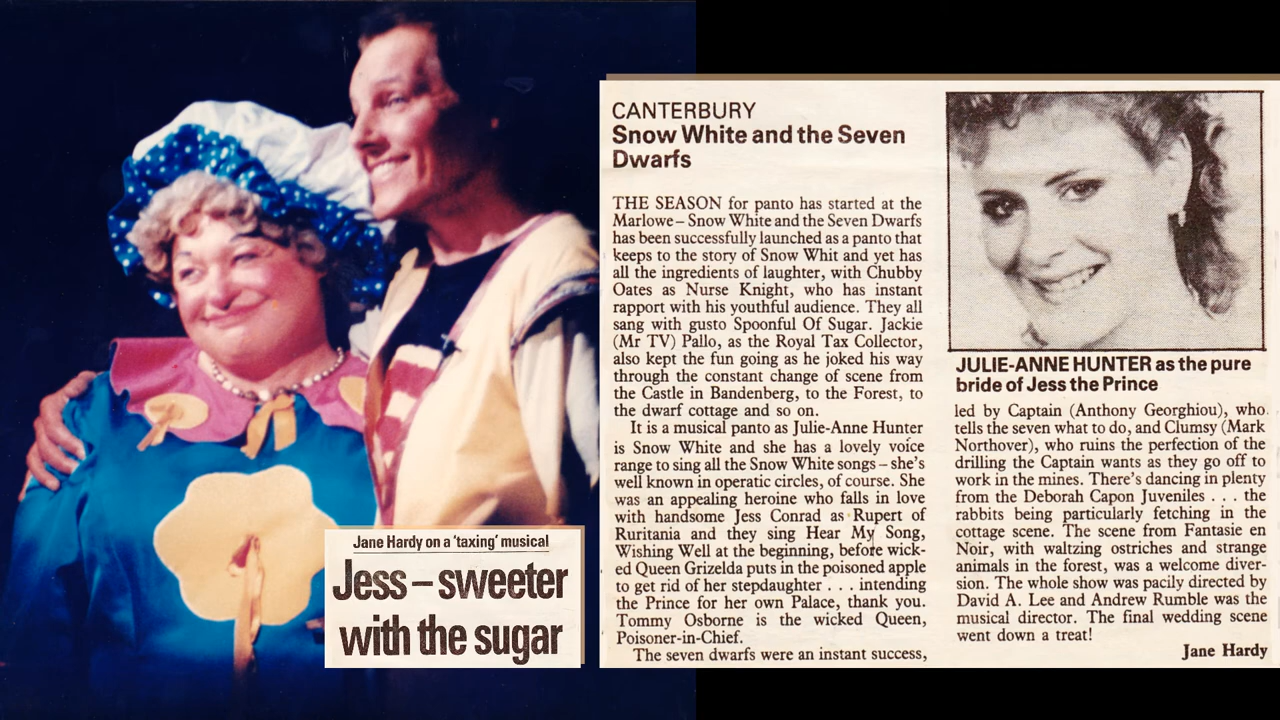 Jane Hardy on a 'taxing' musical
Jess – sweeter
with the sugar
CANTERBURY
Snow White and the Seven
Dwarfs
THE SEASON for panto has started at the
Marlowe – Snow White and the Seven Dwarfs
has been successfully launched as a panto that
keeps to the story of Snow Whit and yet has
all the ingredients of laughter, with Chubby
Oates as Nurse Knight, who has instant
rapport with his youthful audience. They all
sang with gusto Spoonful Of Sugar. Jackie
(Mr TV) Pallo, as the Royal Tax Collector,
also kept the fun going as he joked his way
through the constant change of scene from
the Castle in Bandenberg, to the Forest, to
the dwarf cottage and so on.
It is a musical panto as Julie-Anne Hunter
is Snow White and she has a lovely voice
range to sing all the Snow White songs – she's
well known in operatic circles, of course. She
was an appealing heroine who falls in love
with handsome Jess Conrad as Rupert of
Ruritania and they sing Hear My Song,
Wishing Well at the beginning, before wick-
ed Queen Grizelda puts in the poisoned apple
to get rid of her stepdaughter . . . intending
the Prince for her own Palace, thank you.
Tommy Osborne is the wicked Queen,
Poisoner-in-Chief.
The seven dwarfs were an instant success,
JULIE-ANNE HUNTER as the pure
bride of Jess the Prince
led by Captain (Anthony Georghiou), who
tells the seven what to do, and Clumsy (Mark
Northover), who ruins the perfection of the
drilling the Captain wants as they go off to
work in the mines. There's dancing in plenty
from the Deborah Capon Juveniles . . . the
rabbits being particularly fetching in the
cottage scene. The scene from Fantasie en
Noir, with waltzing ostriches and strange
animals in the forest, was a welcome diver-
sion. The whole show was pacily directed by
David A. Lee and Andrew Rumble was the
musical director. The final wedding scene
went down a treat!
Jane Hardy